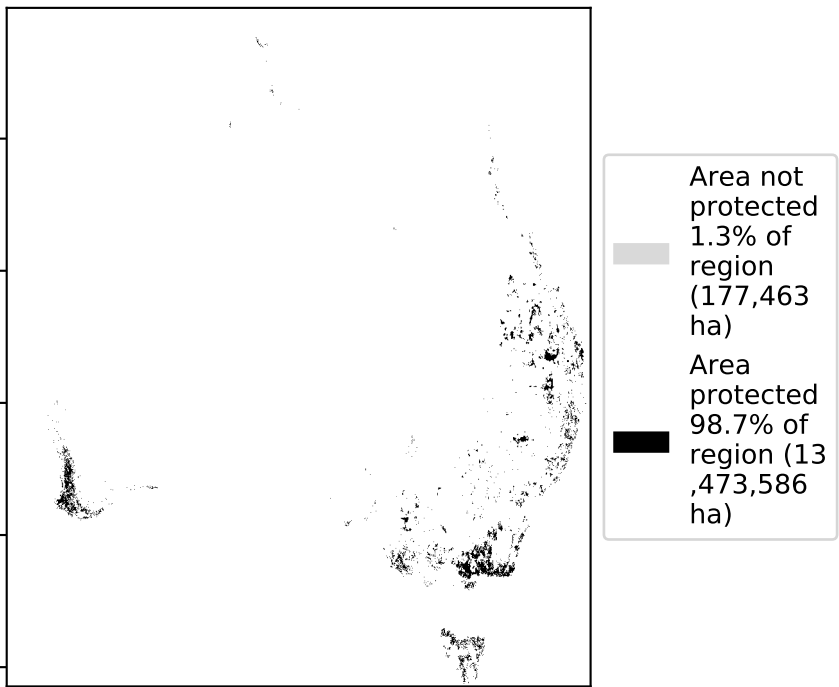 Area not
protected
1.3% of
region
(177,463
ha)
Area
protected
98.7% of
region (13
,473,586
ha)